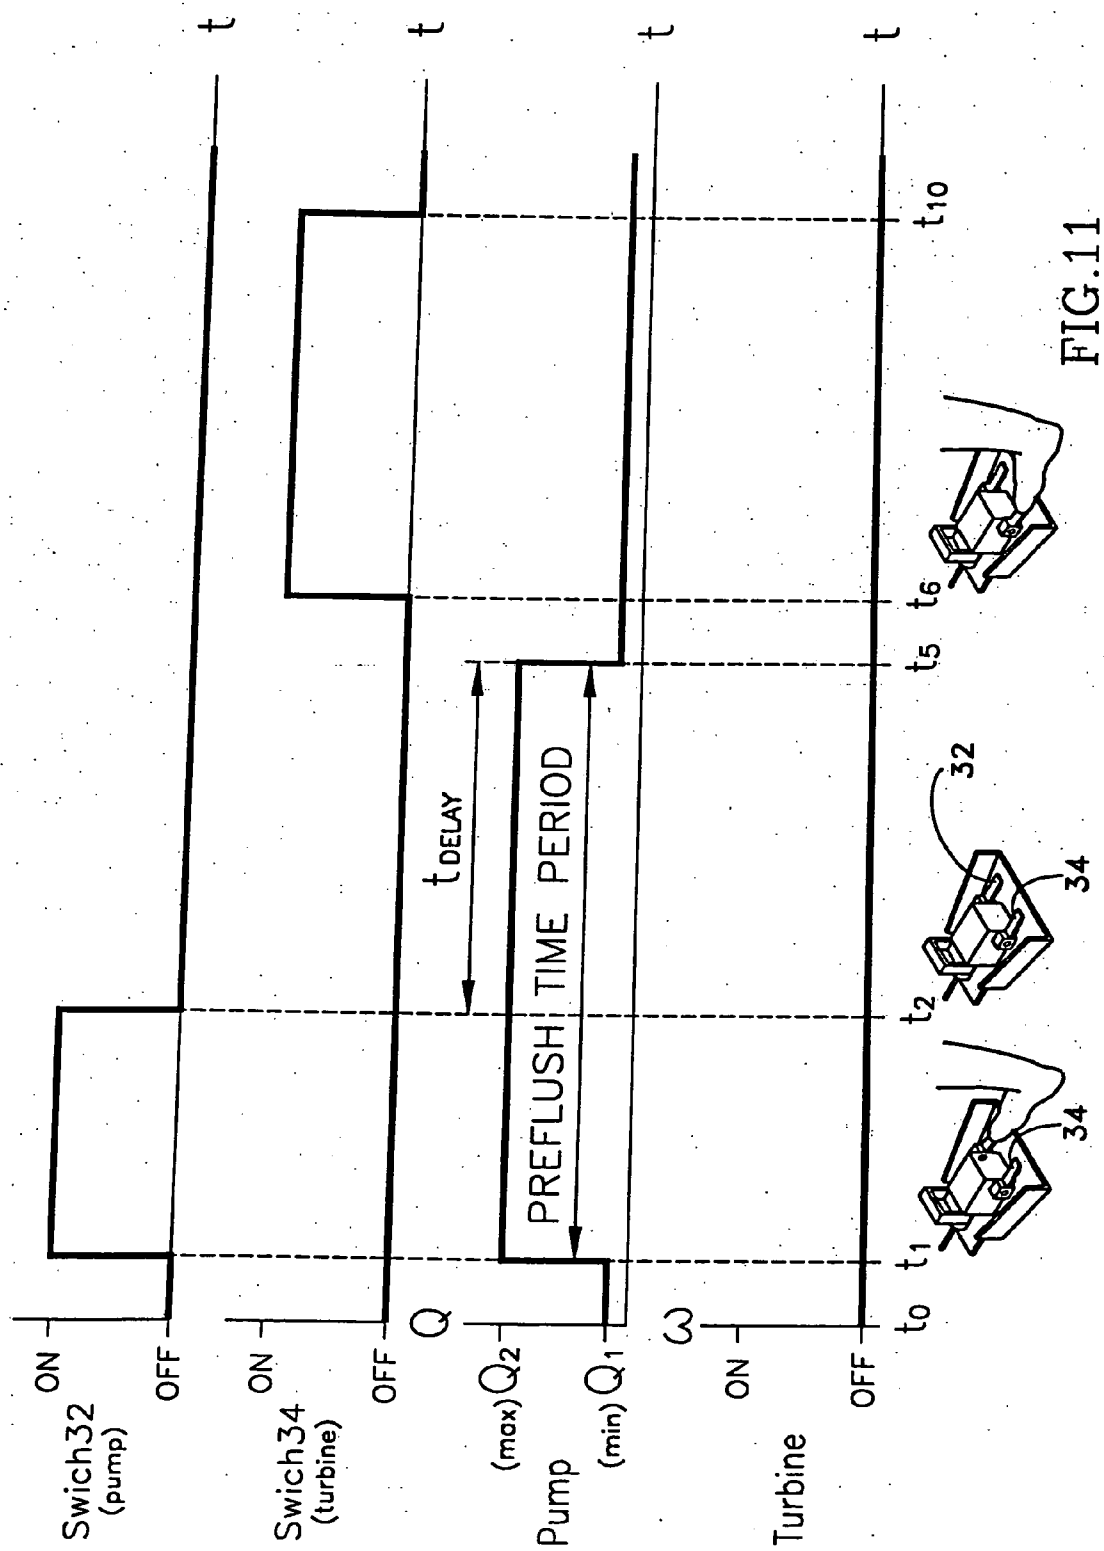 Swich32
(pump)
ON
OFF
t
Swich34
(turbine)
ON
OFF
t
tDELAY
Q
Pump
(max) Q2
(min) Q1
PREFLUSH TIME PERIOD
t
ω
Turbine
ON
OFF
t
t0
t1
t2
t5
t6
t10
34
32
34
FIG.11